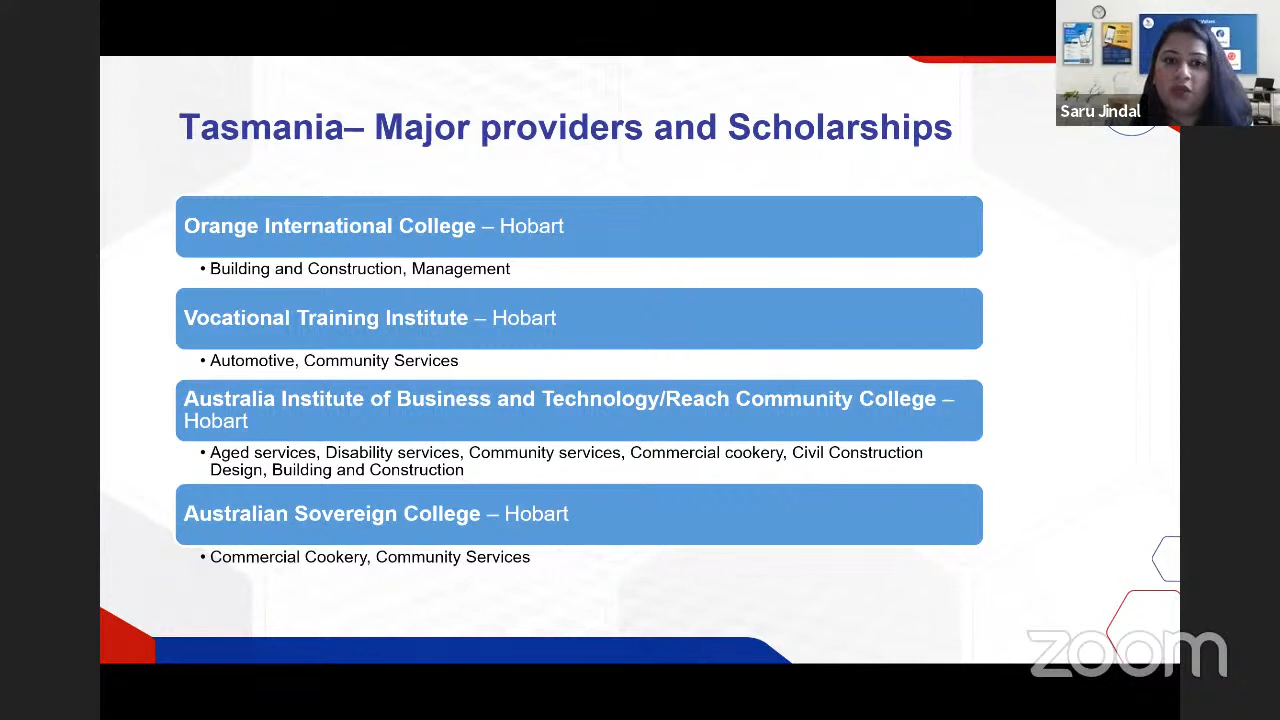 Tasmania– Major providers and Scholarships
Saru Jindal
Orange International College – Hobart
• Building and Construction, Management
Vocational Training Institute – Hobart
• Automotive, Community Services
Australia Institute of Business and Technology/Reach Community College –
Hobart
• Aged services, Disability services, Community services, Commercial cookery, Civil Construction
Design, Building and Construction
Australian Sovereign College – Hobart
• Commercial Cookery, Community Services
zoom